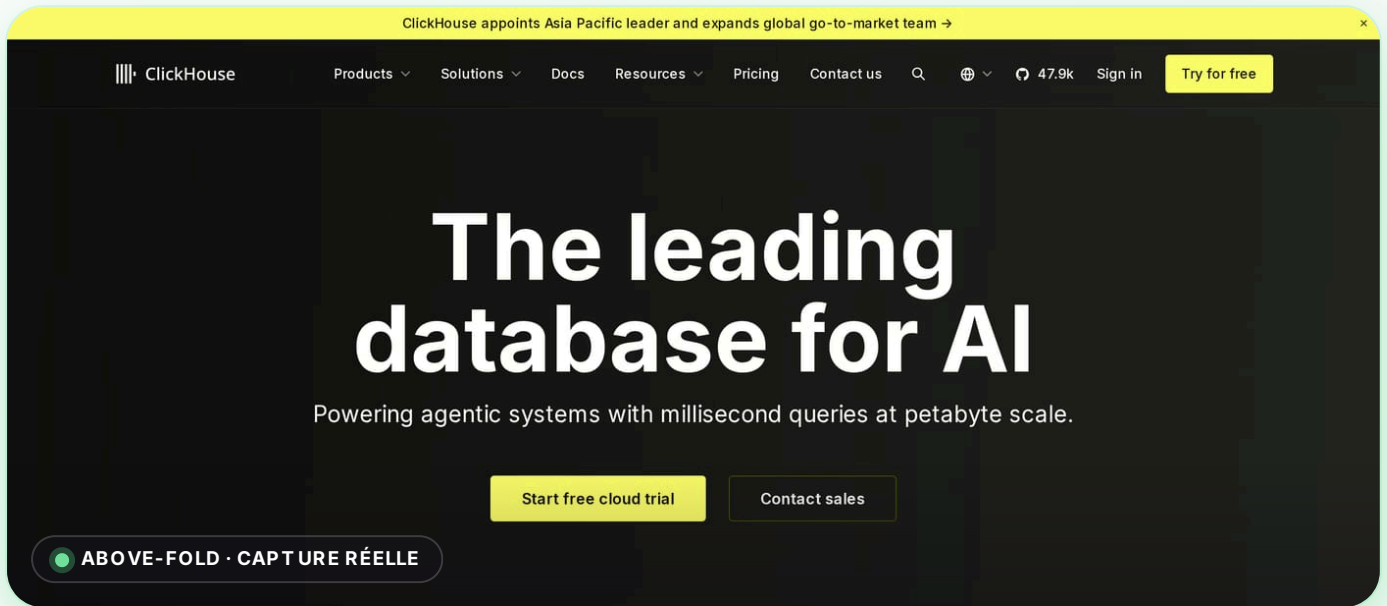 ClickHouse appoints Asia Pacific leader and expands global go-to-market team →
×
ClickHouse Products Solutions Docs Resources Pricing Contact us 47.9k Sign in Try for free
The leading
database for AI
Powering agentic systems with millisecond queries at petabyte scale.
Start free cloud trial Contact sales
ABOVE-FOLD · CAPTURE RÉELLE